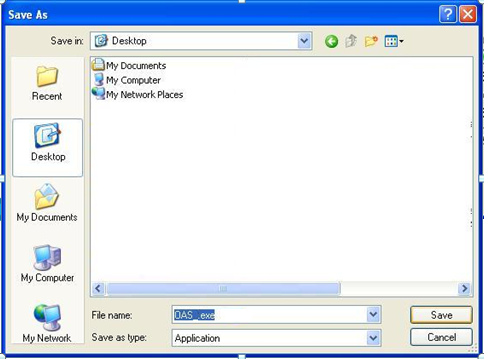 Save As
Save in: Desktop
My Documents
My Computer
My Network Places
Recent
Desktop
My Documents
My Computer
My Network
File name: OAS_.exe
Save
Save as type: Application
Cancel